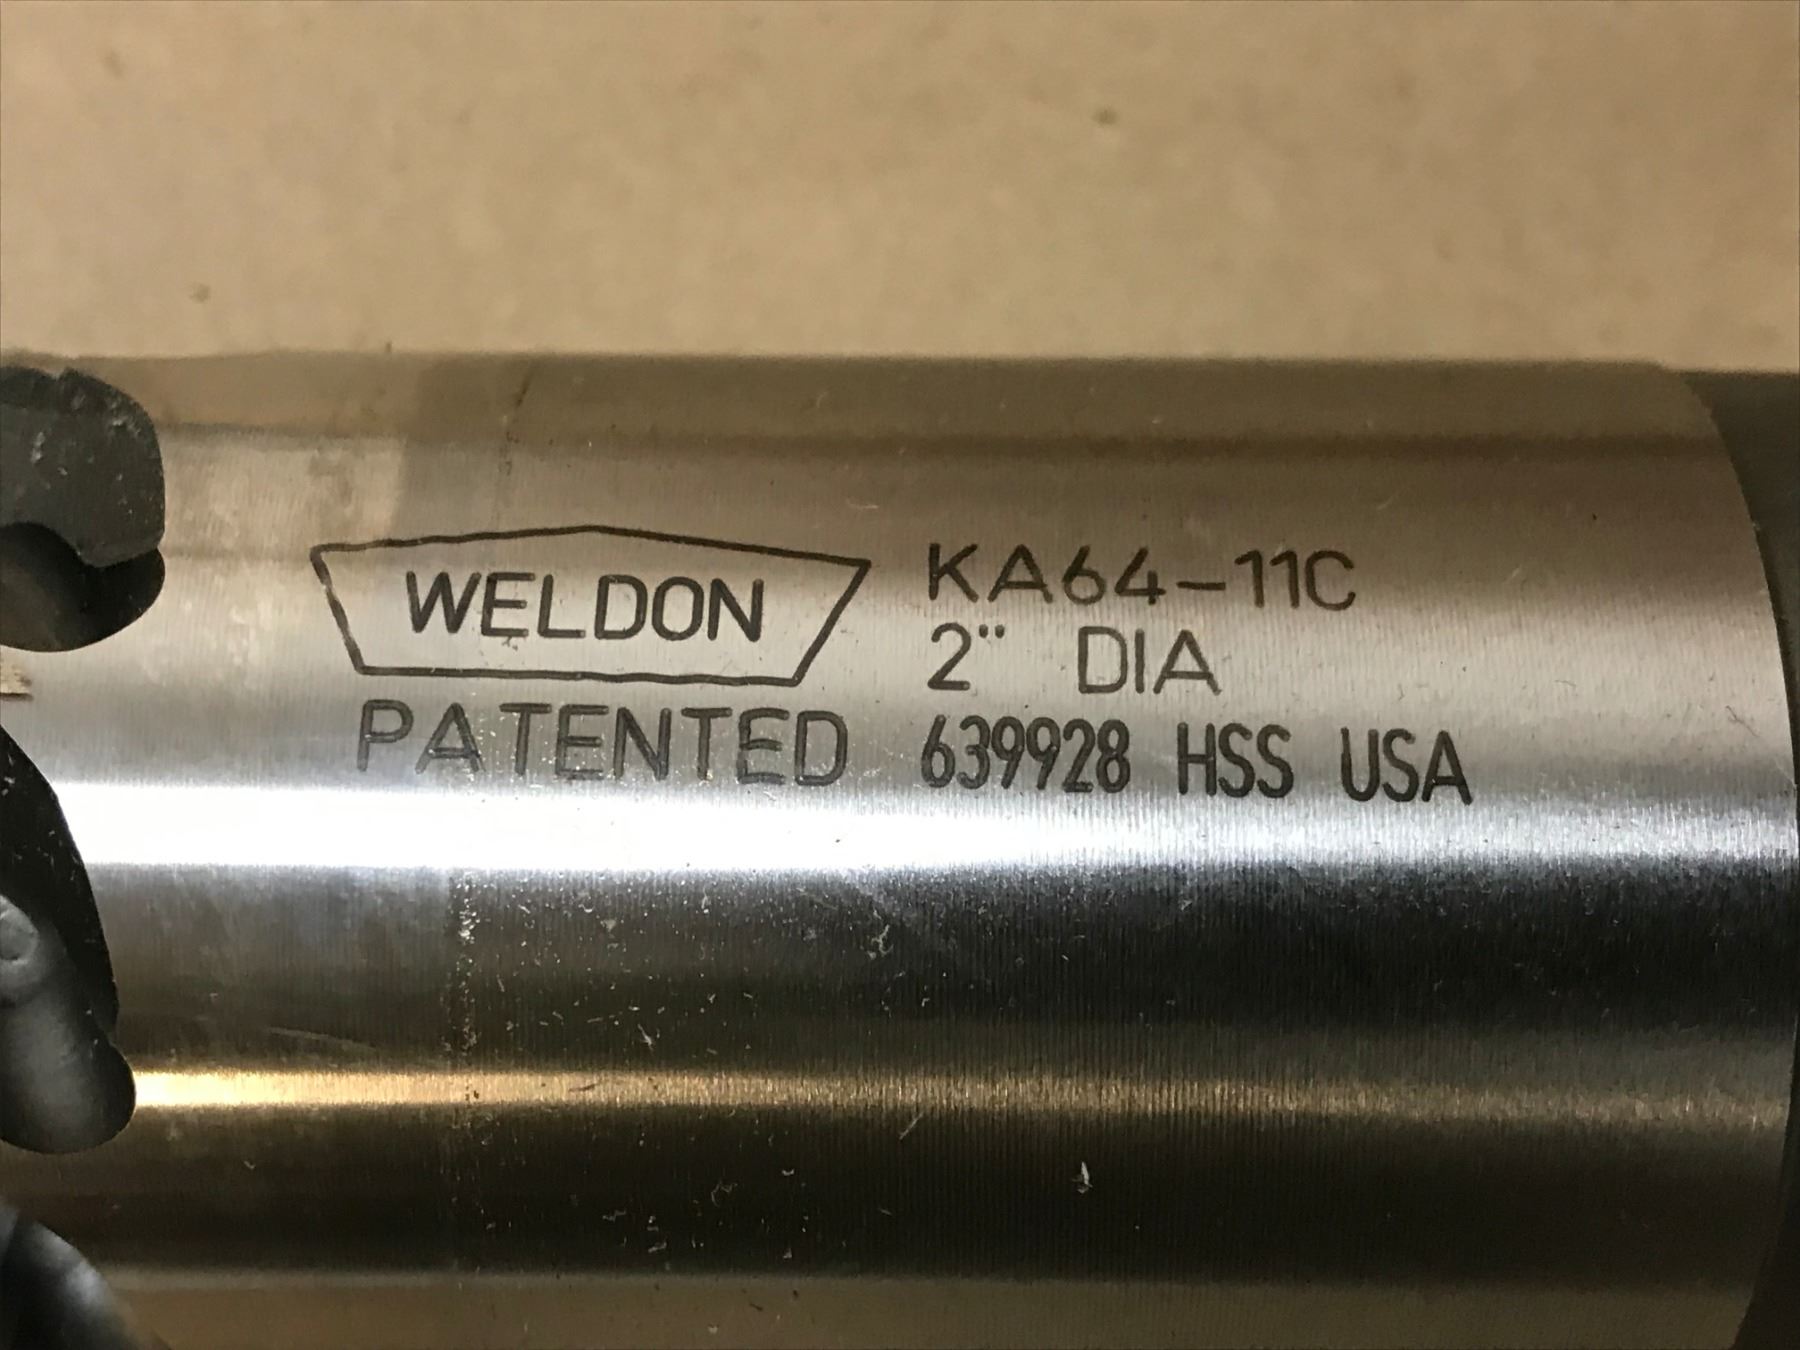 WELDON
PATENTED
KA64-11C
2" DIA
639928 HSS USA